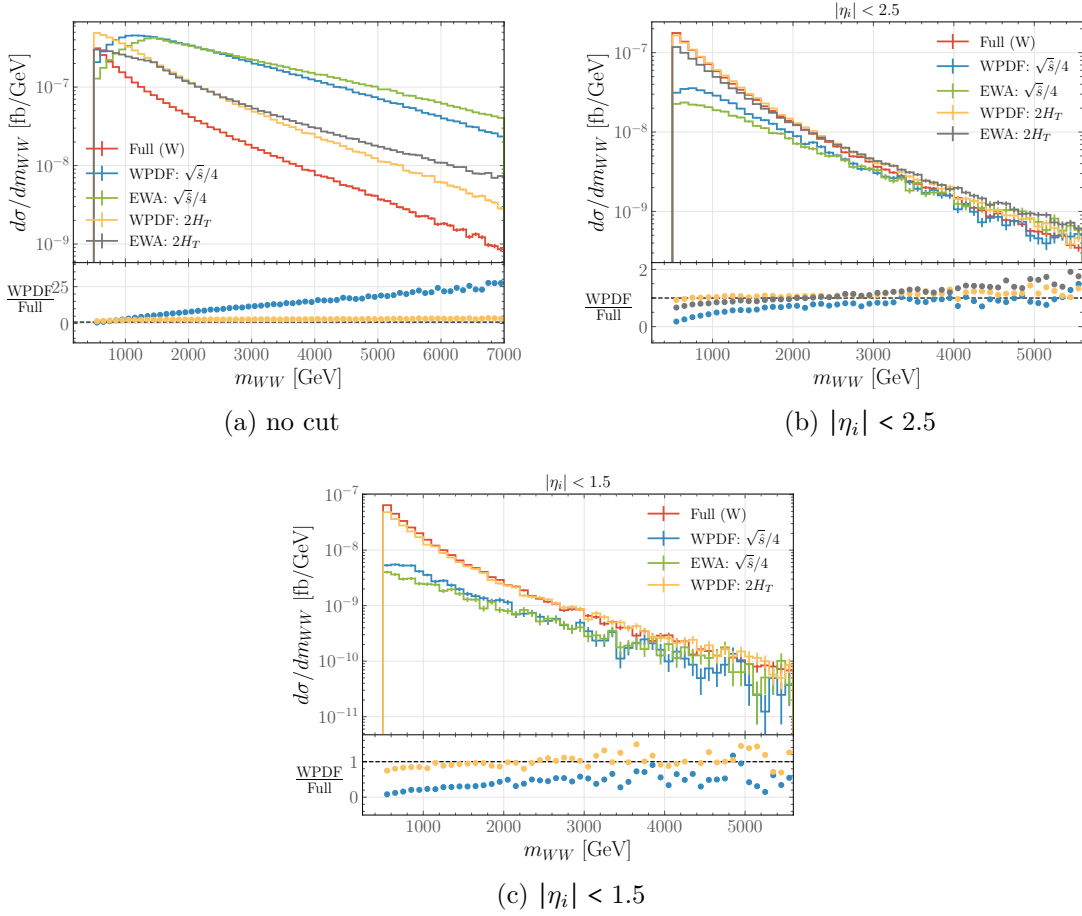 10⁻⁷
10⁻⁸
10⁻⁹
dσ/dm_WW [fb/GeV]
Full (W)
WPDF: √ŝ/4
EWA: √ŝ/4
WPDF: 2H_T
EWA: 2H_T
WPDF
Full
25
0
1000 2000 3000 4000 5000 6000 7000
m_WW [GeV]
(a) no cut
|η_i| < 2.5
10⁻⁷
10⁻⁸
10⁻⁹
dσ/dm_WW [fb/GeV]
Full (W)
WPDF: √ŝ/4
EWA: √ŝ/4
WPDF: 2H_T
EWA: 2H_T
WPDF
Full
2
1
0
1000 2000 3000 4000 5000
m_WW [GeV]
(b) |η_i| < 2.5
|η_i| < 1.5
10⁻⁷
10⁻⁸
10⁻⁹
10⁻¹⁰
10⁻¹¹
dσ/dm_WW [fb/GeV]
Full (W)
WPDF: √ŝ/4
EWA: √ŝ/4
WPDF: 2H_T
WPDF
Full
1
0
1000 2000 3000 4000 5000
m_WW [GeV]
(c) |η_i| < 1.5